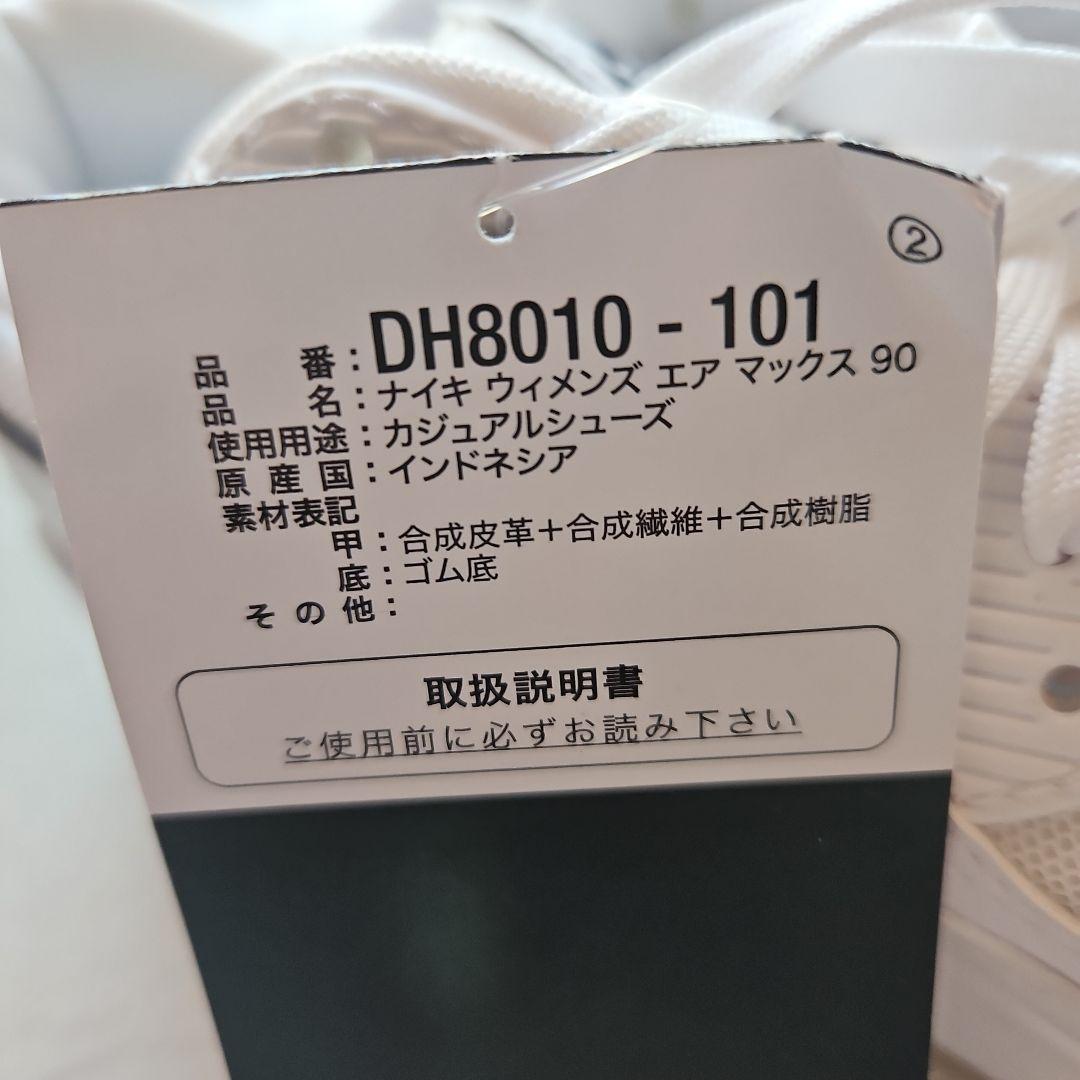 ②
品番：DH8010 - 101
品名：ナイキ ウィメンズ エア マックス 90
使用用途：カジュアルシューズ
原産国：インドネシア
素材表記
甲：合成皮革＋合成繊維＋合成樹脂
底：ゴム底
その他：
取扱説明書
ご使用前に必ずお読み下さい